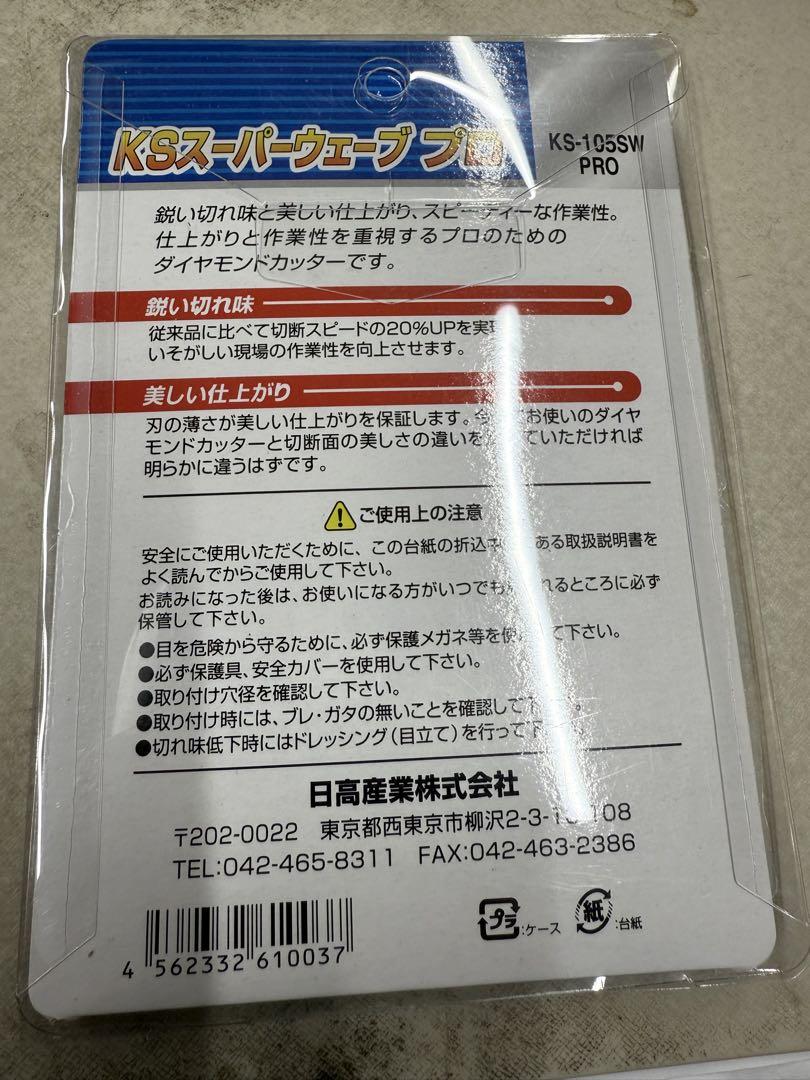 KSスーパーウェーブ プロ
KS-105SW
PRO
鋭い切れ味と美しい仕上がり、スピーディーな作業性。
仕上がりと作業性を重視するプロのための
ダイヤモンドカッターです。
鋭い切れ味
従来品に比べて切断スピードの20%UPを実現
いそがしい現場の作業性を向上させます。
美しい仕上がり
刃の薄さが美しい仕上がりを保証します。今 お使いのダイヤ
モンドカッターと切断面の美しさの違いを ていただければ
明らかに違うはずです。
ご使用上の注意
安全にご使用いただくために、この台紙の折込中 ある取扱説明書を
よく読んでからご使用して下さい。
お読みになった後は、お使いになる方がいつでも れるところに必ず
保管して下さい。
●目を危険から守るために、必ず保護メガネ等を使 て下さい。
●必ず保護具、安全カバーを使用して下さい。
●取り付け穴径を確認して下さい。
●取り付け時には、ブレ・ガタの無いことを確認して下さい。
●切れ味低下時にはドレッシング(目立て)を行って下さい。
日高産業株式会社
〒202-0022 東京都西東京市柳沢2-3-1 -108
TEL:042-465-8311 FAX:042-463-2386
4 562332 610037
プラ :ケース
紙 :台紙